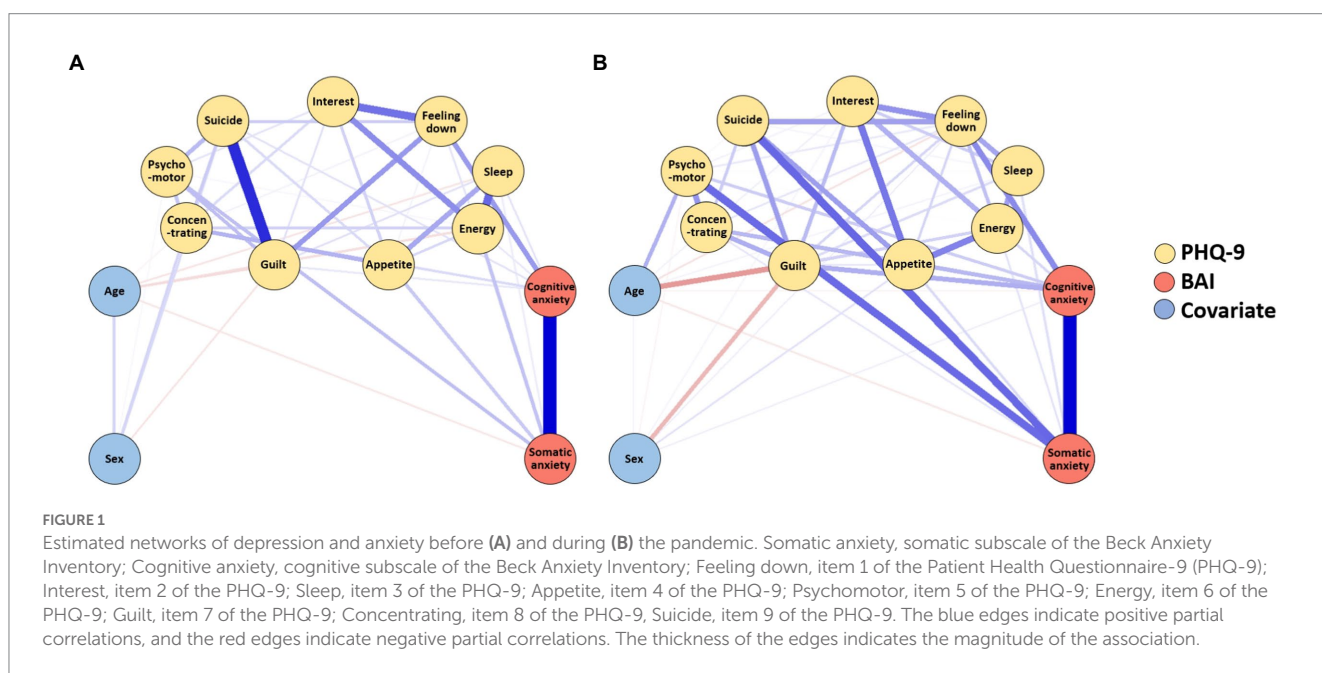 A
Interest
Suicide
Feeling
down
Psycho
-motor
Sleep
Concen
-trating
Energy
Guilt
Appetite
Age
Cognitive
anxiety
Sex
Somatic
anxiety
B
Interest
Suicide
Feeling
down
Psycho
-motor
Sleep
Concen
-trating
Energy
Guilt
Appetite
Age
Cognitive
anxiety
Sex
Somatic
anxiety
PHQ-9
BAI
Covariate
FIGURE 1
Estimated networks of depression and anxiety before (A) and during (B) the pandemic. Somatic anxiety, somatic subscale of the Beck Anxiety
Inventory; Cognitive anxiety, cognitive subscale of the Beck Anxiety Inventory; Feeling down, item 1 of the Patient Health Questionnaire-9 (PHQ-9);
Interest, item 2 of the PHQ-9; Sleep, item 3 of the PHQ-9; Appetite, item 4 of the PHQ-9; Psychomotor, item 5 of the PHQ-9; Energy, item 6 of
the PHQ-9; Guilt, item 7 of the PHQ-9; Concentrating, item 8 of the PHQ-9, Suicide, item 9 of the PHQ-9. The blue edges indicate positive partial
correlations, and the red edges indicate negative partial correlations. The thickness of the edges indicates the magnitude of the association.